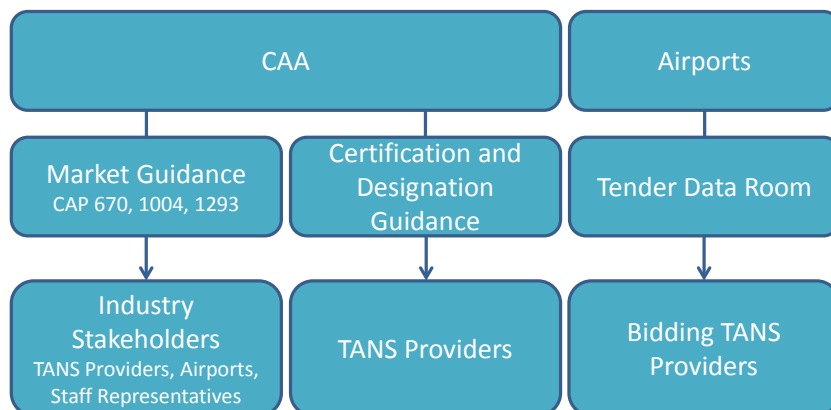 CAA
Airports
Market Guidance
CAP 670, 1004, 1293
Certification and
Designation
Guidance
Tender Data Room
Industry
Stakeholders
TANS Providers, Airports,
Staff Representatives
TANS Providers
Bidding TANS
Providers